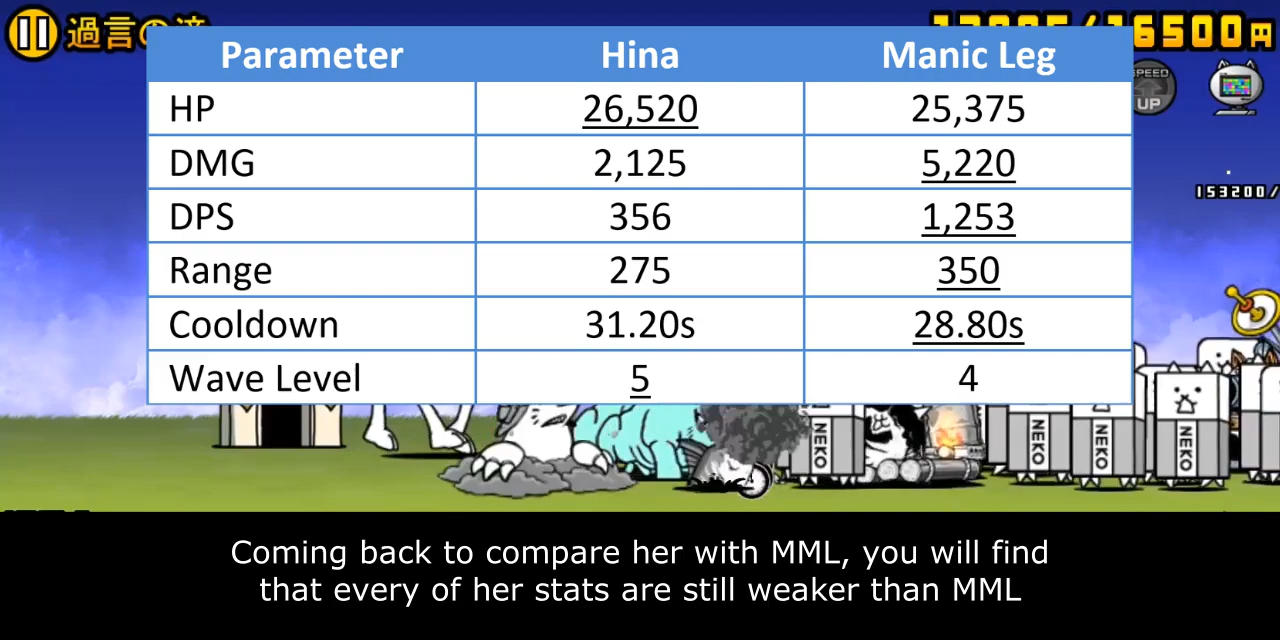 過言の
16500円
Parameter Hina Manic Leg
SPEED UP
HP 26,520 25,375
DMG 2,125 5,220
153200/
DPS 356 1,253
Range 275 350
Cooldown 31.20s 28.80s
Wave Level 5 4
NEKO NEKO NEKO NEKO
Coming back to compare her with MML, you will find
that every of her stats are still weaker than MML